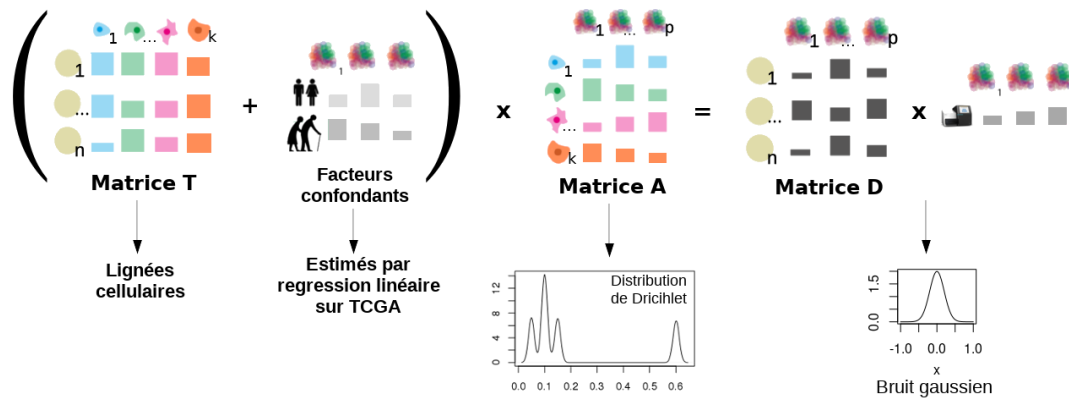 1 ... k
1
...
n
Matrice T
+
1
Facteurs
confondants
x
1 ... p
1
...
k
Matrice A
=
1 ... p
1
...
n
Matrice D
x
1
Lignées
cellulaires
Estimés par
regression linéaire
sur TCGA
Distribution
de Dricihlet
12
8
4
0
0.0 0.1 0.2 0.3 0.4 0.5 0.6
1.5
0.0
-1.0 0.0 1.0
x
Bruit gaussien